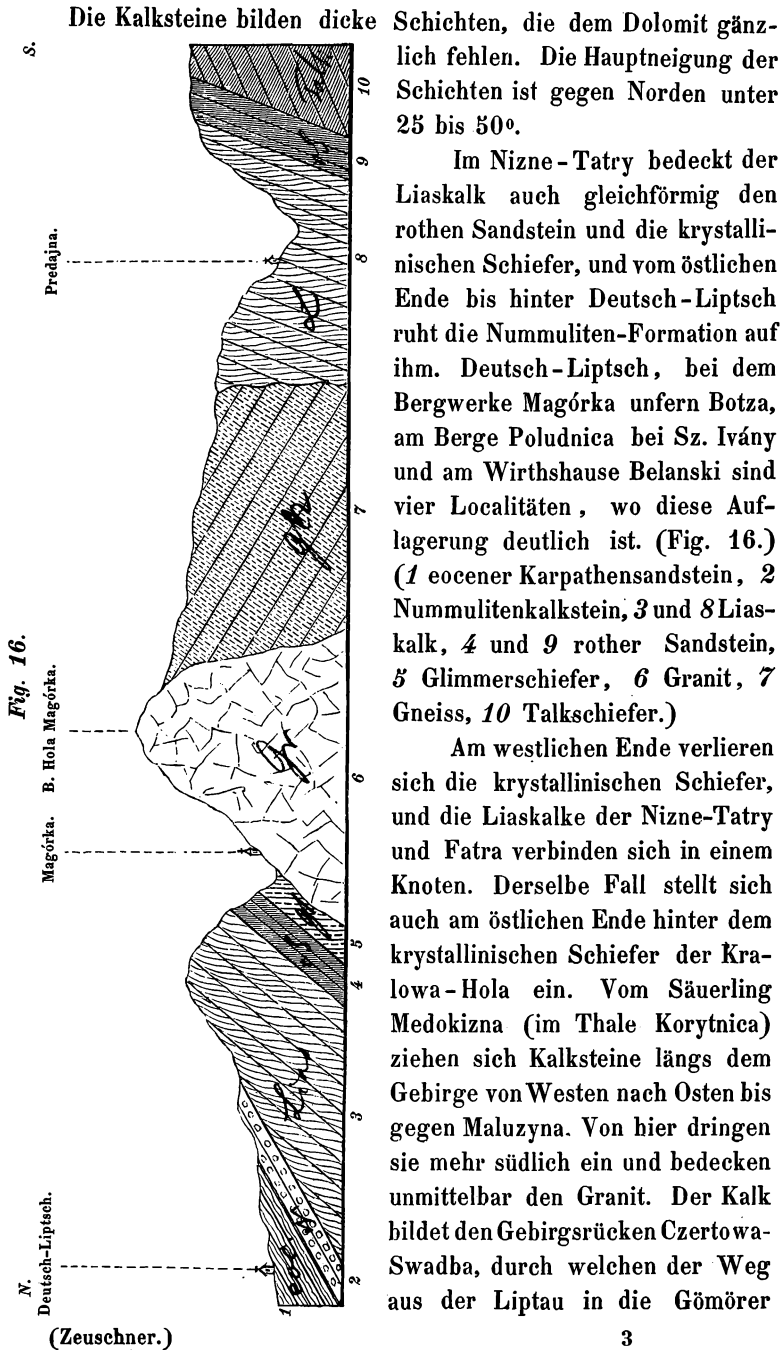 Die Kalksteine bilden dicke Schichten, die dem Dolomit gänz-
lich fehlen. Die Hauptneigung der
Schichten ist gegen Norden unter
25 bis 50⁰.
Im Nizne-Tatry bedeckt der
Liaskalk auch gleichförmig den
rothen Sandstein und die krystalli-
nischen Schiefer, und vom östlichen
Ende bis hinter Deutsch-Liptsch
ruht die Nummuliten-Formation auf
ihm. Deutsch-Liptsch, bei dem
Bergwerke Magórka unfern Botza,
am Berge Poludnica bei Sz. Ivány
und am Wirthshause Belanski sind
vier Localitäten, wo diese Auf-
lagerung deutlich ist. (Fig. 16.)
(1 eocener Karpathensandstein, 2
Nummulitenkalkstein, 3 und 8 Lias-
kalk, 4 und 9 rother Sandstein,
5 Glimmerschiefer, 6 Granit, 7
Gneiss, 10 Talkschiefer.)
Am westlichen Ende verlieren
sich die krystallinischen Schiefer,
und die Liaskalke der Nizne-Tatry
und Fatra verbinden sich in einem
Knoten. Derselbe Fall stellt sich
auch am östlichen Ende hinter dem
krystallinischen Schiefer der Kra-
lowa-Hola ein. Vom Säuerling
Medokizna (im Thale Korytnica)
ziehen sich Kalksteine längs dem
Gebirge von Westen nach Osten bis
gegen Maluzyna. Von hier dringen
sie mehr südlich ein und bedecken
unmittelbar den Granit. Der Kalk
bildet den Gebirgsrücken Czertowa-
Swadba, durch welchen der Weg
aus der Liptau in die Gömörer
(Zeuschner.) 3
Fig. 16.
N.
Deutsch-Liptsch.
Magórka.
B. Hola Magórka.
Predajna.
S.
1
2
3
4
5
6
7
8
9
10
Gr
L